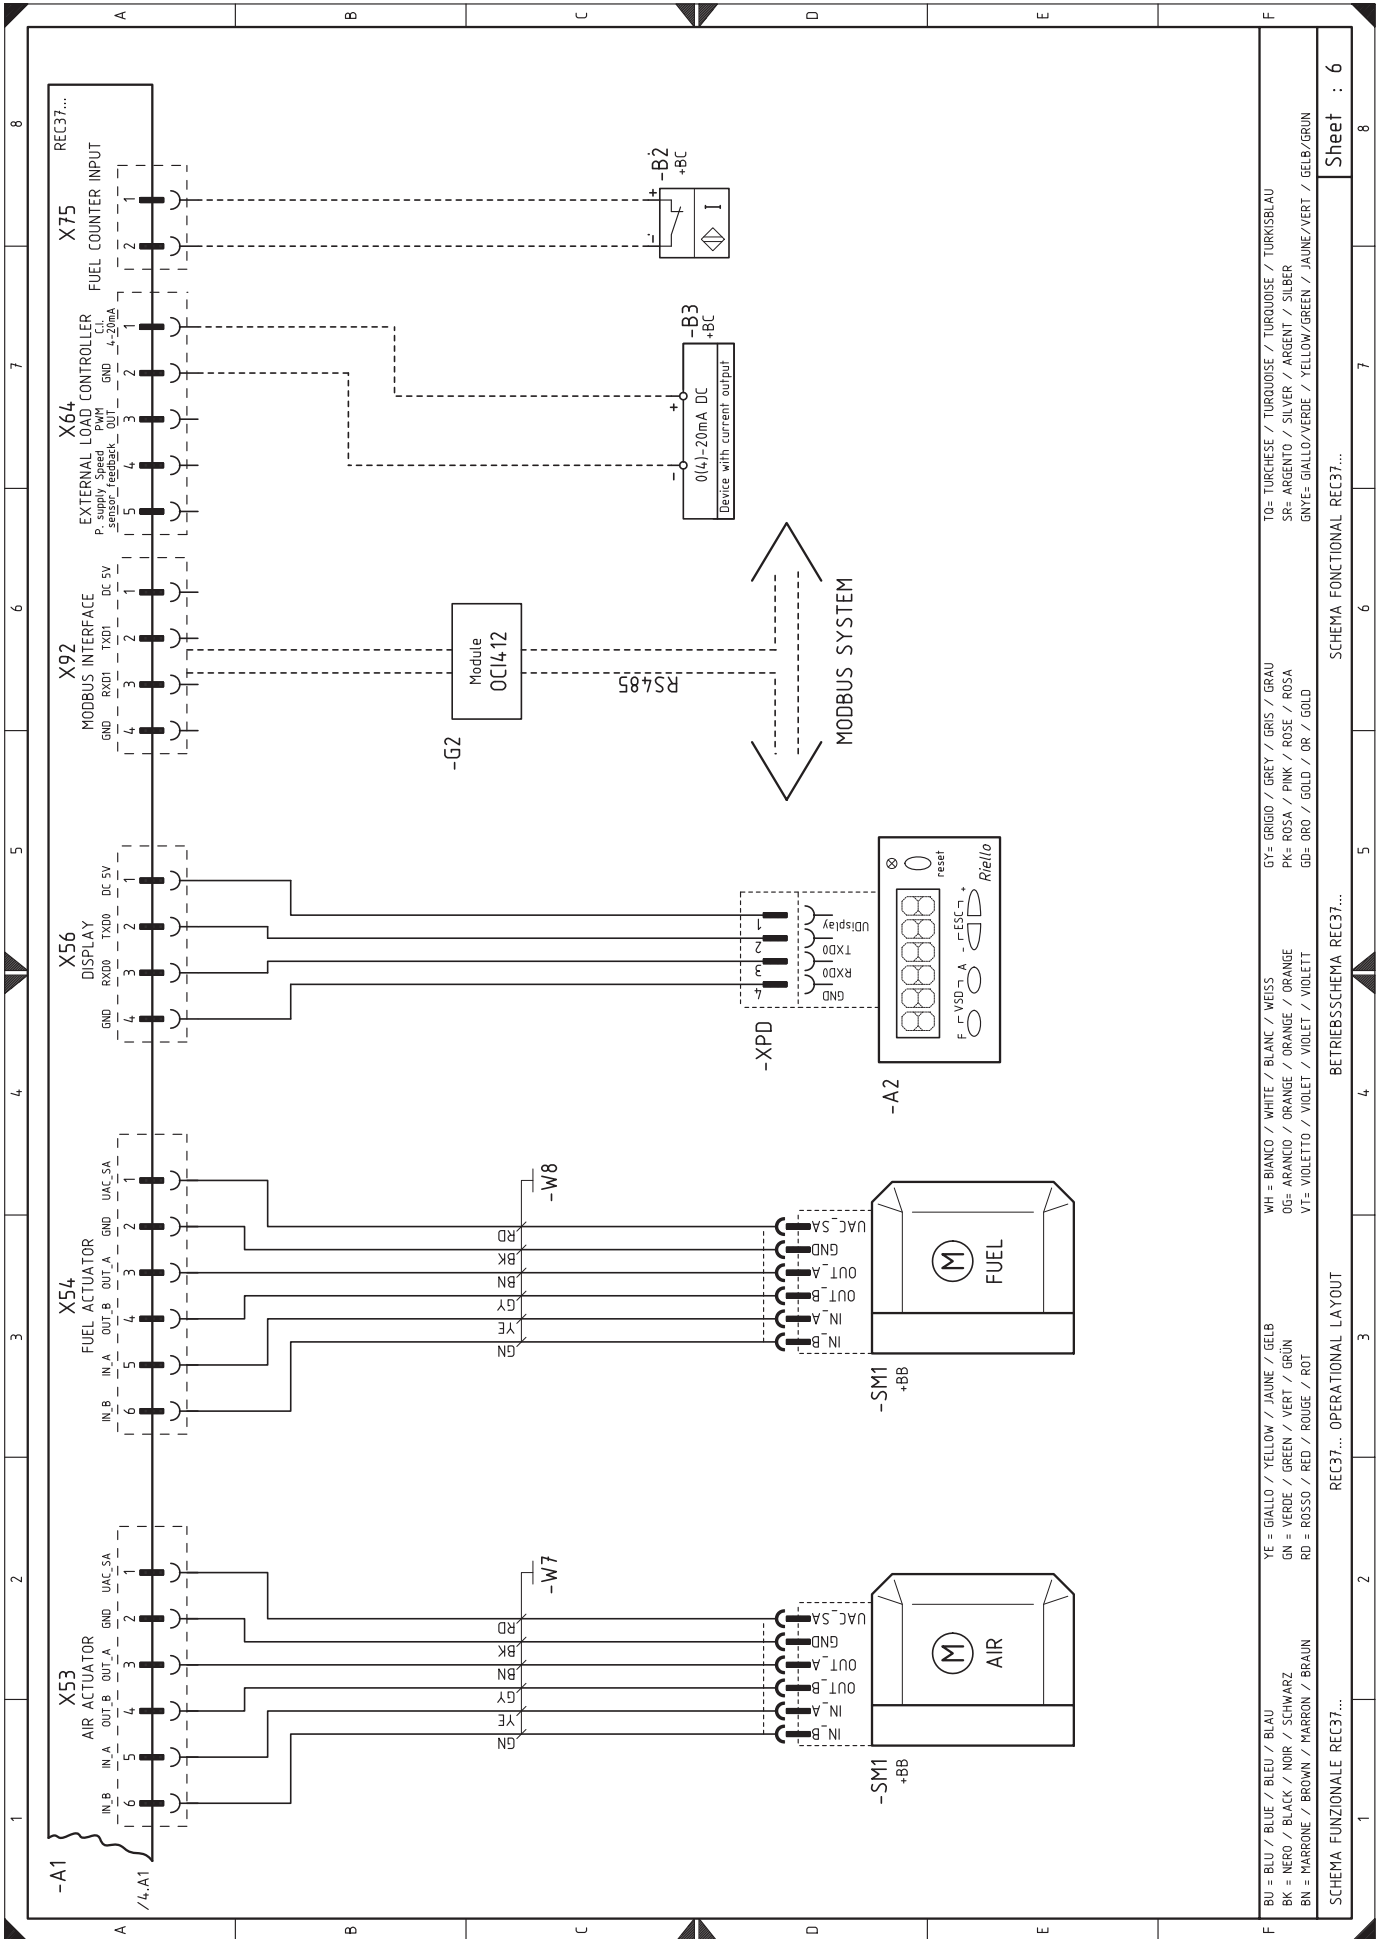 1 2 3 4 5 6 7 8
A
B
C
D
E
F
-A1
/4.A1
REC37...
X53
AIR ACTUATOR
IN_B IN_A OUT_B OUT_A GND UAC_SA
6 5 4 3 2 1
X54
FUEL ACTUATOR
IN_B IN_A OUT_B OUT_A GND UAC_SA
6 5 4 3 2 1
X56
DISPLAY
GND RXD0 TXD0 DC 5V
4 3 2 1
X92
MODBUS INTERFACE
GND RXD1 TXD1 DC 5V
4 3 2 1
X64
EXTERNAL LOAD CONTROLLER
P. supply Speed PWM GND C.I.
sensor feedback OUT 4-20mA
5 4 3 2 1
X75
FUEL COUNTER INPUT
2 1
GN YE GY BN BK RD
-W7
GN YE GY BN BK RD
-W8
-G2
Module
OCI412
RS485
MODBUS SYSTEM
- +
-B3
+BC
0(4)-20mA DC
Device with current output
- +
-B2
+BC
I
IN_B IN_A OUT_B OUT_A GND UAC_SA
-SM1
+BB
M
AIR
IN_B IN_A OUT_B OUT_A GND UAC_SA
-SM1
+BB
M
FUEL
-XPD
4 3 2 1
GND RXD0 TXD0 UDisplay
-A2
F VSD A - ESC +
reset
Riello
BU = BLU / BLUE / BLEU / BLAU
BK = NERO / BLACK / NOIR / SCHWARZ
BN = MARRONE / BROWN / MARRON / BRAUN
YE = GIALLO / YELLOW / JAUNE / GELB
GN = VERDE / GREEN / VERT / GRÜN
RD = ROSSO / RED / ROUGE / ROT
WH = BIANCO / WHITE / BLANC / WEISS
OG= ARANCIO / ORANGE / ORANGE / ORANGE
VT= VIOLETTO / VIOLET / VIOLET / VIOLETT
GY= GRIGIO / GREY / GRIS / GRAU
PK= ROSA / PINK / ROSE / ROSA
GD= ORO / GOLD / OR / GOLD
TQ= TURCHESE / TURQUOISE / TURQUOISE / TURKISBLAU
SR= ARGENTO / SILVER / ARGENT / SILBER
GNYE= GIALLO/VERDE / YELLOW/GREEN / JAUNE/VERT / GELB/GRUN
SCHEMA FUNZIONALE REC37...
REC37... OPERATIONAL LAYOUT
BETRIEBSSCHEMA REC37...
SCHEMA FONCTIONAL REC37...
Sheet : 6
A
B
C
D
E
F
1 2 3 4 5 6 7 8